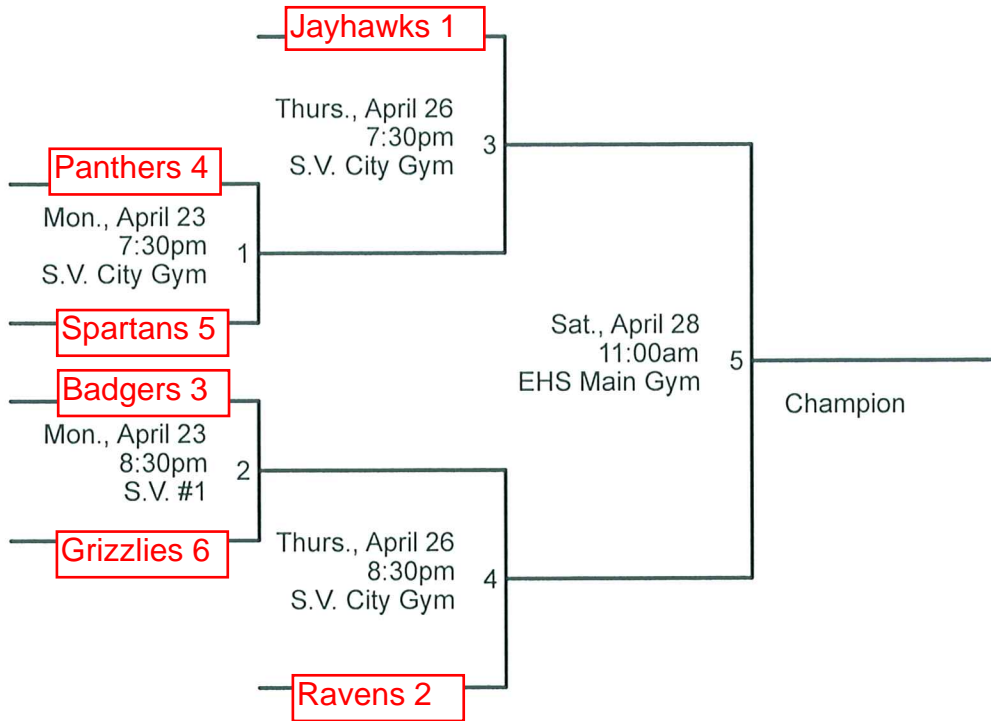 Jayhawks 1
Thurs., April 26
7:30pm
S.V. City Gym
3
Panthers 4
Mon., April 23
7:30pm
S.V. City Gym
1
Spartans 5
Sat., April 28
11:00am
EHS Main Gym
5
Champion
Badgers 3
Mon., April 23
8:30pm
S.V. #1
2
Grizzlies 6
Thurs., April 26
8:30pm
S.V. City Gym
4
Ravens 2